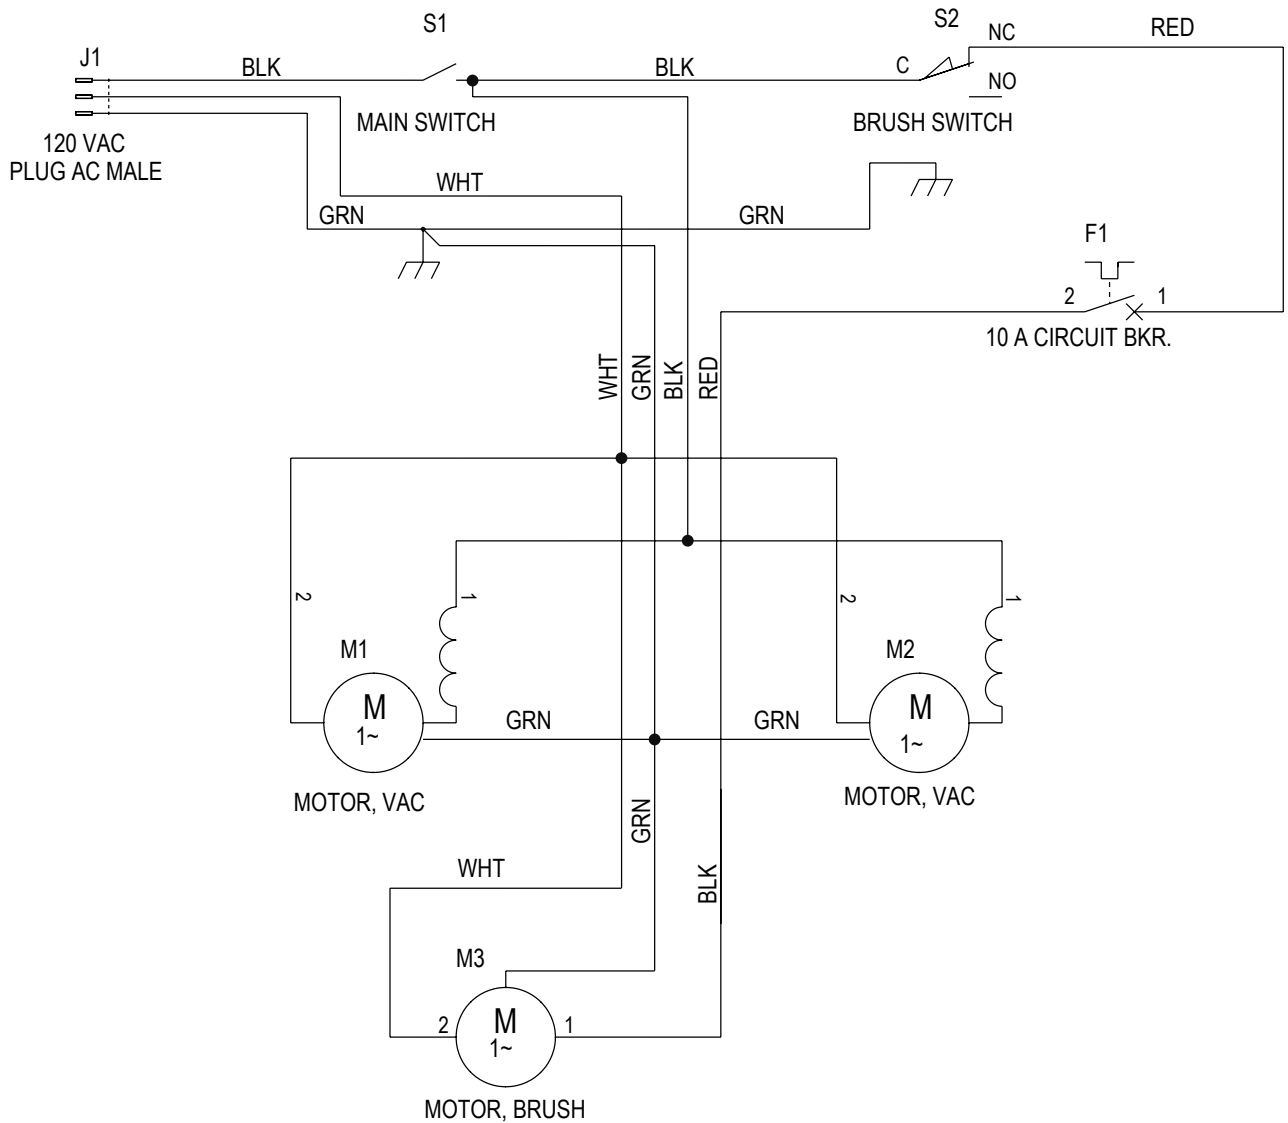 S1
S2
NC
RED
J1
BLK
BLK
C
NO
MAIN SWITCH
BRUSH SWITCH
120 VAC
PLUG AC MALE
WHT
GRN
GRN
F1
2
1
10 A CIRCUIT BKR.
WHT
GRN
BLK
RED
2
1
2
1
M1
M2
M
1~
M
1~
GRN
GRN
MOTOR, VAC
MOTOR, VAC
GRN
WHT
BLK
M3
M
1~
2
1
MOTOR, BRUSH